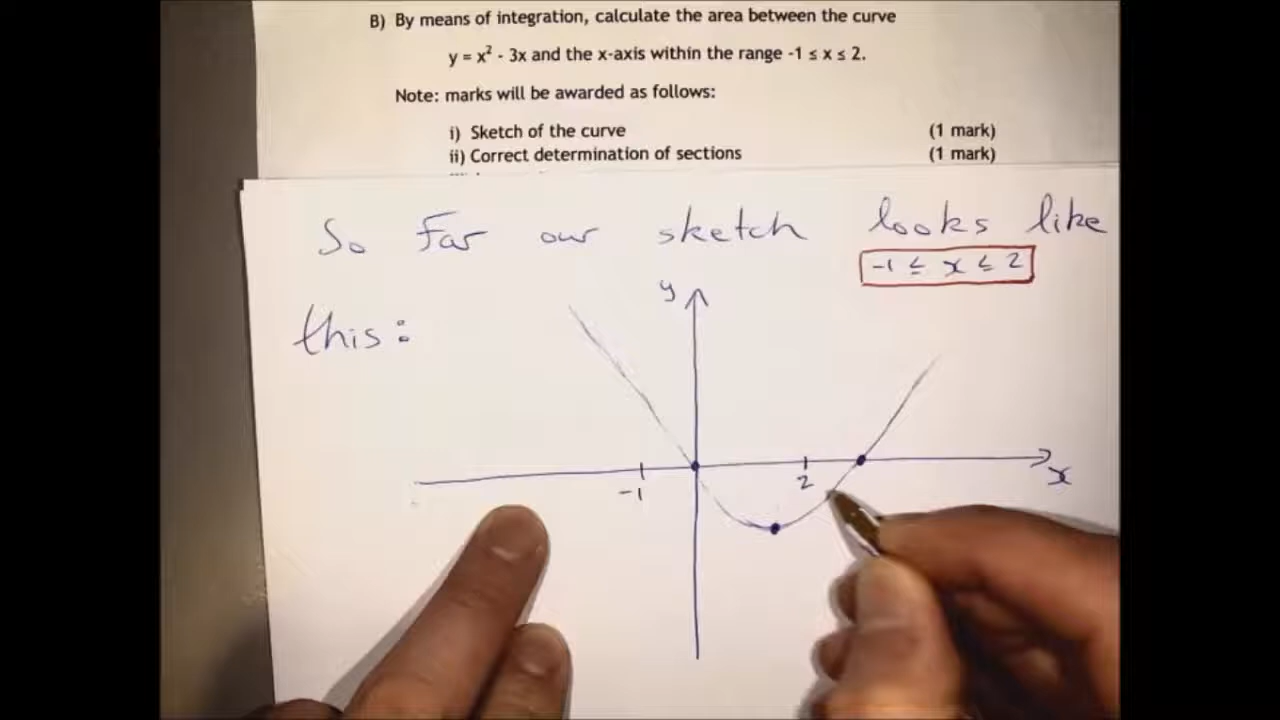 B) By means of integration, calculate the area between the curve
y = x² - 3x and the x-axis within the range -1 ≤ x ≤ 2.
Note: marks will be awarded as follows:
i) Sketch of the curve (1 mark)
ii) Correct determination of sections (1 mark)
So far our sketch looks like
-1 ≤ x ≤ 2
y
this:
-1
2
x